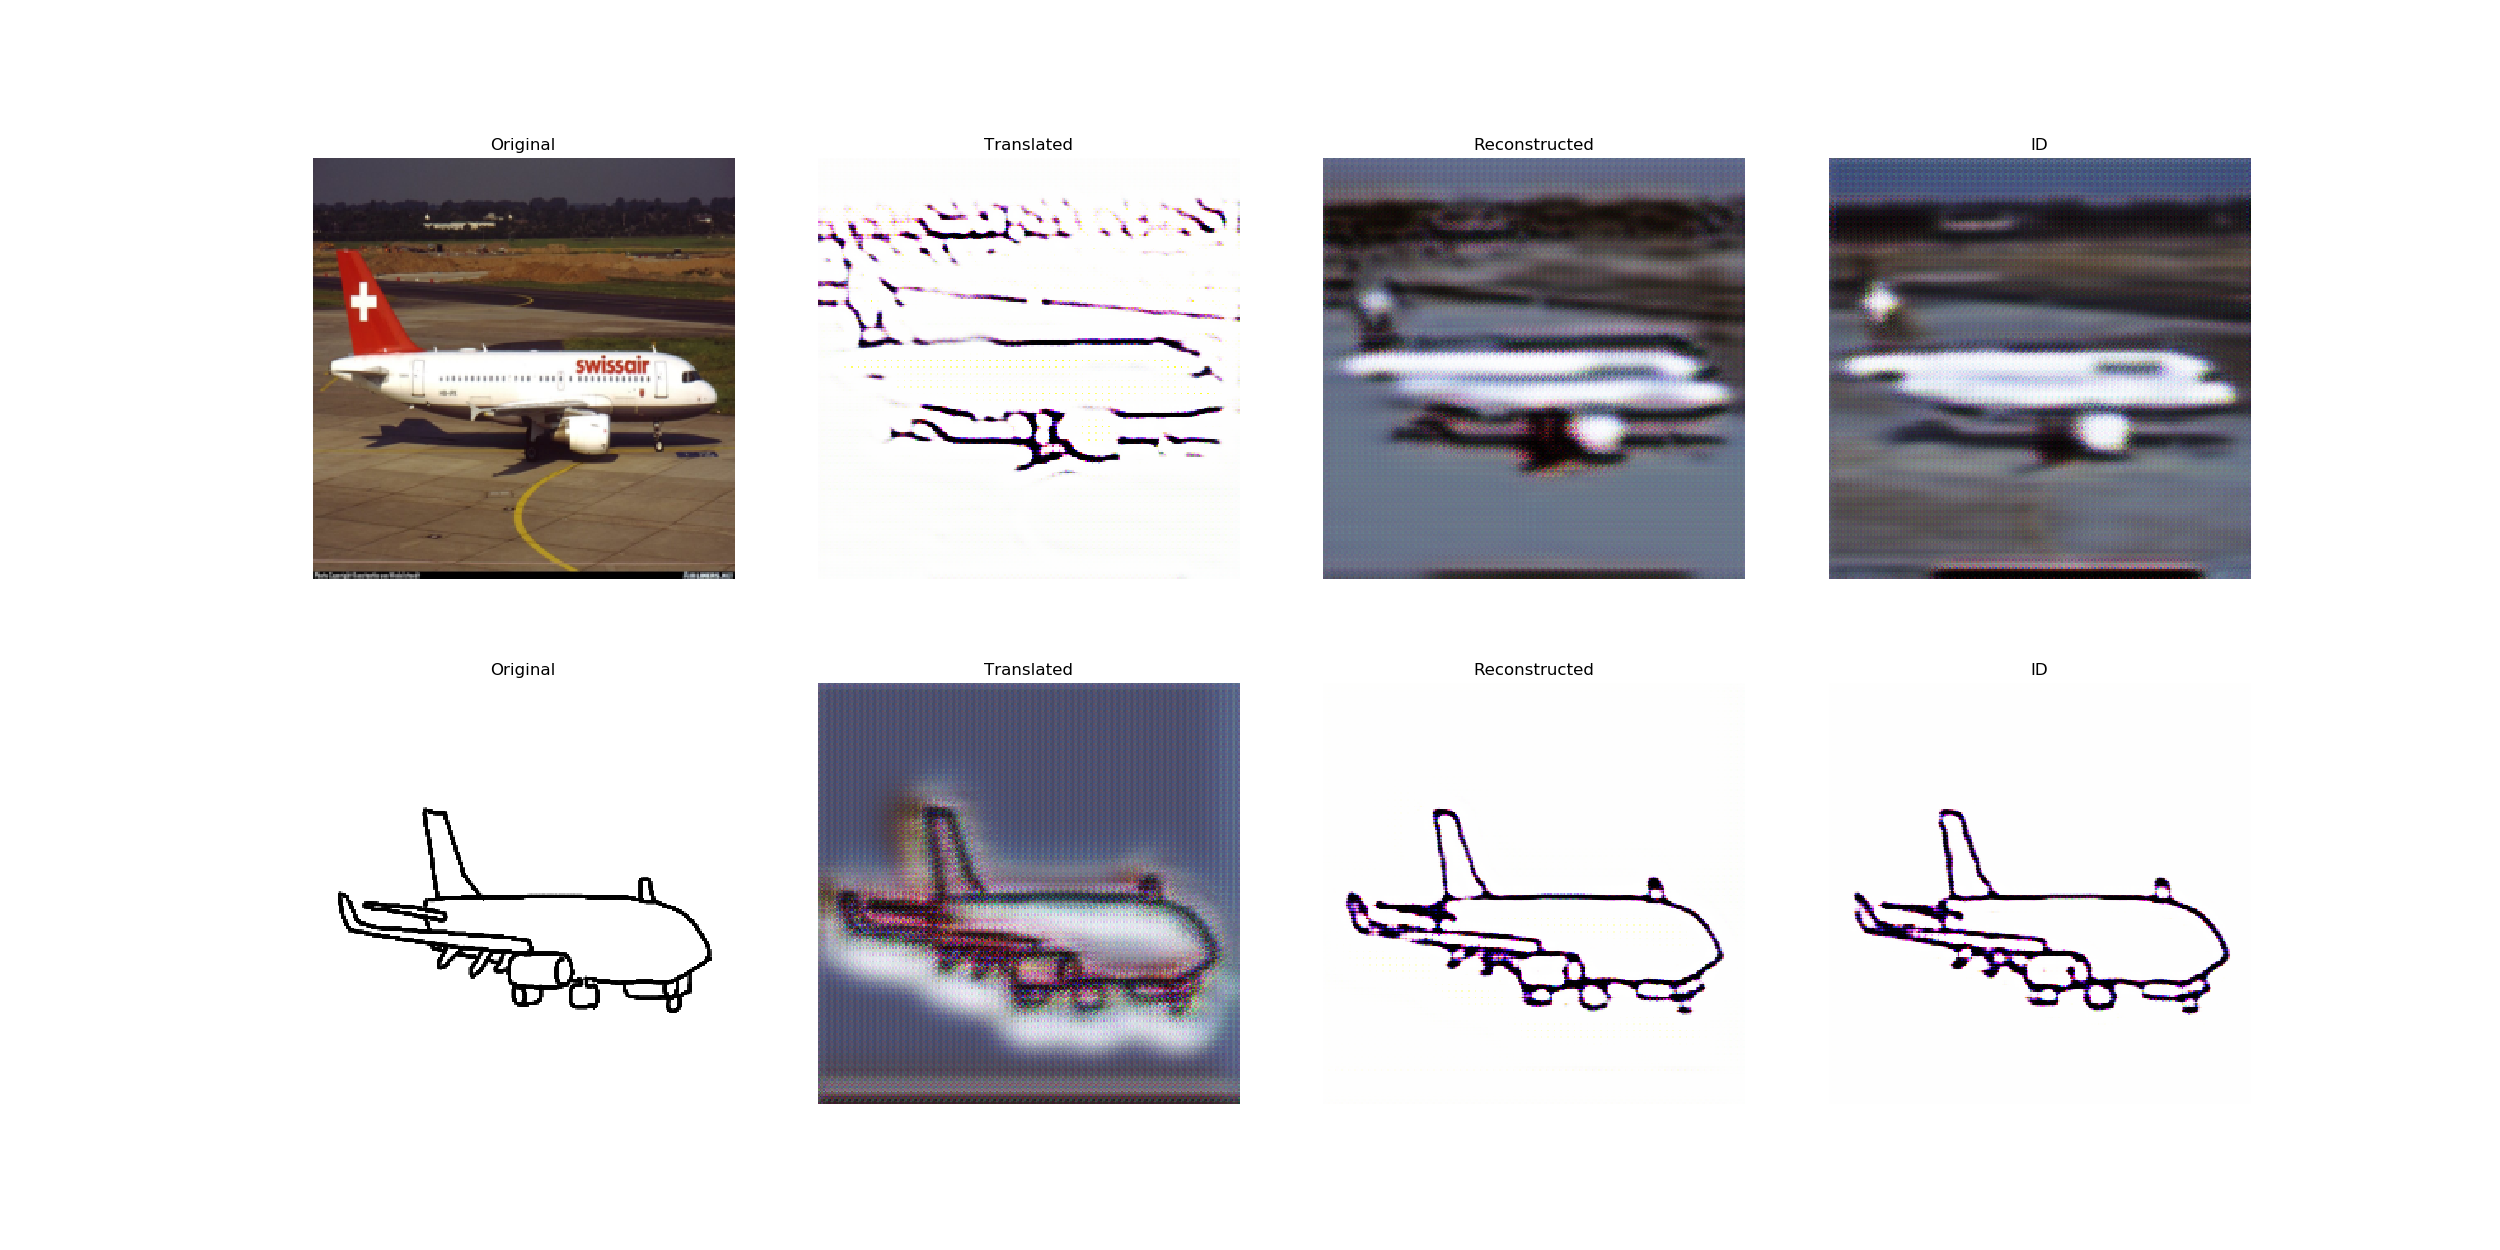 Original
Translated
Reconstructed
ID
swissair
Original
Translated
Reconstructed
ID